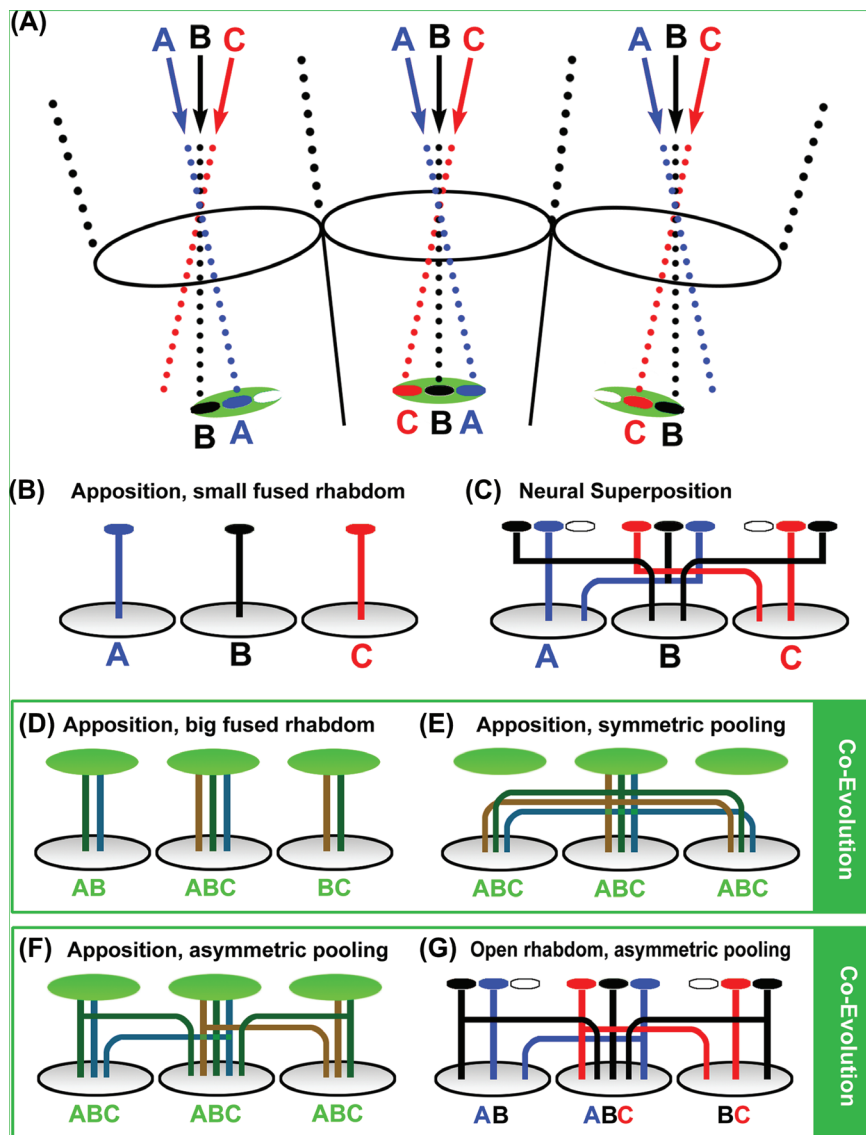 (A)
A B C A B C A B C
B A C B A C B
(B) Apposition, small fused rhabdom
A B C
(C) Neural Superposition
A B C
(D) Apposition, big fused rhabdom
AB ABC BC
(E) Apposition, symmetric pooling
ABC ABC ABC
Co-Evolution
(F) Apposition, asymmetric pooling
ABC ABC ABC
(G) Open rhabdom, asymmetric pooling
AB ABC BC
Co-Evolution